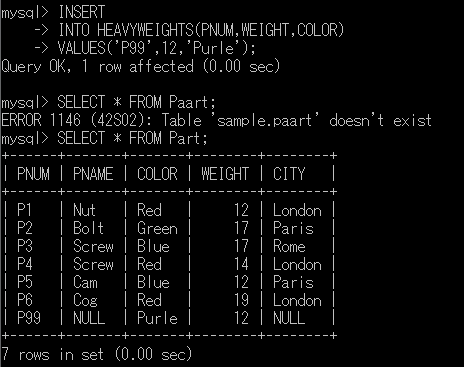 mysql> INSERT
    -> INTO HEAVYWEIGHTS(PNUM,WEIGHT,COLOR)
    -> VALUES('P99',12,'Purle');
Query OK, 1 row affected (0.00 sec)
mysql> SELECT * FROM Paart;
ERROR 1146 (42S02): Table 'sample.paart' doesn't exist
mysql> SELECT * FROM Part;
+------+-------+-------+--------+--------+
| PNUM | PNAME | COLOR | WEIGHT | CITY   |
+------+-------+-------+--------+--------+
| P1   | Nut   | Red   |     12 | London |
| P2   | Bolt  | Green |     17 | Paris  |
| P3   | Screw | Blue  |     17 | Rome   |
| P4   | Screw | Red   |     14 | London |
| P5   | Cam   | Blue  |     12 | Paris  |
| P6   | Cog   | Red   |     19 | London |
| P99  | NULL  | Purle |     12 | NULL   |
+------+-------+-------+--------+--------+
7 rows in set (0.00 sec)